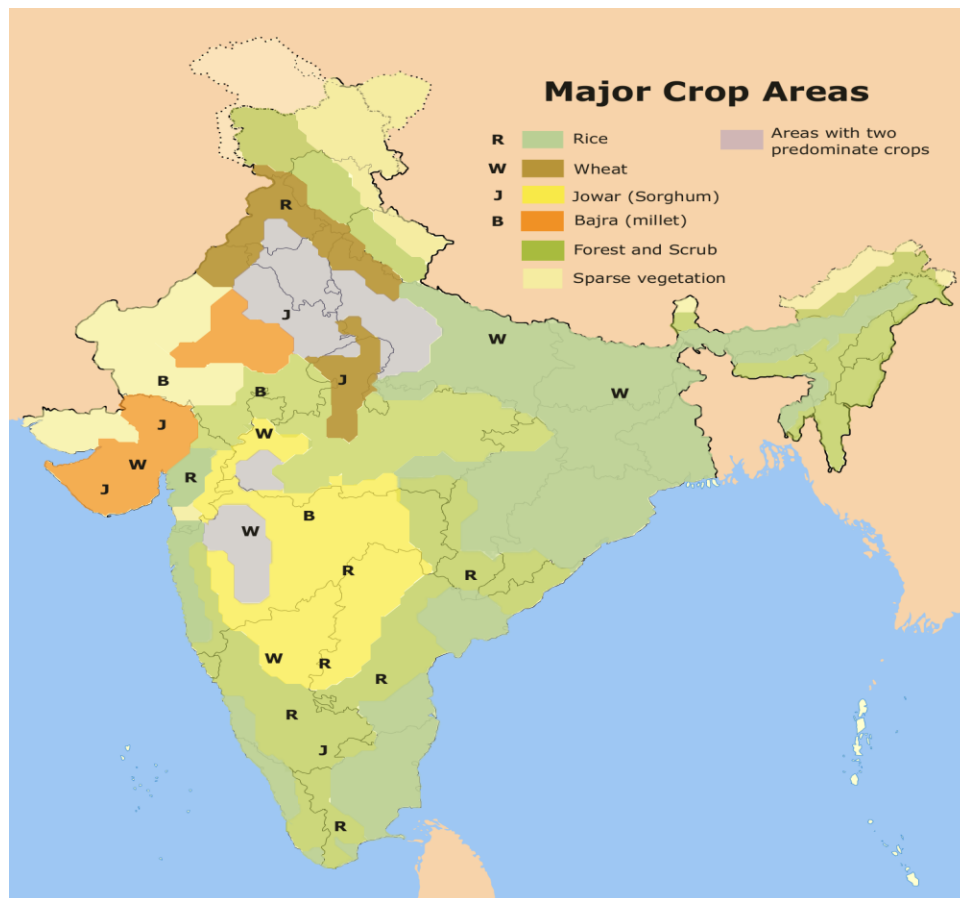 Major Crop Areas
R Rice
W Wheat
J Jowar (Sorghum)
B Bajra (millet)
Forest and Scrub
Sparse vegetation
Areas with two
predominate crops
R
J
W
B
J
B
W
J
W
W
R
J
B
W
R
R
W
R
R
R
J
R